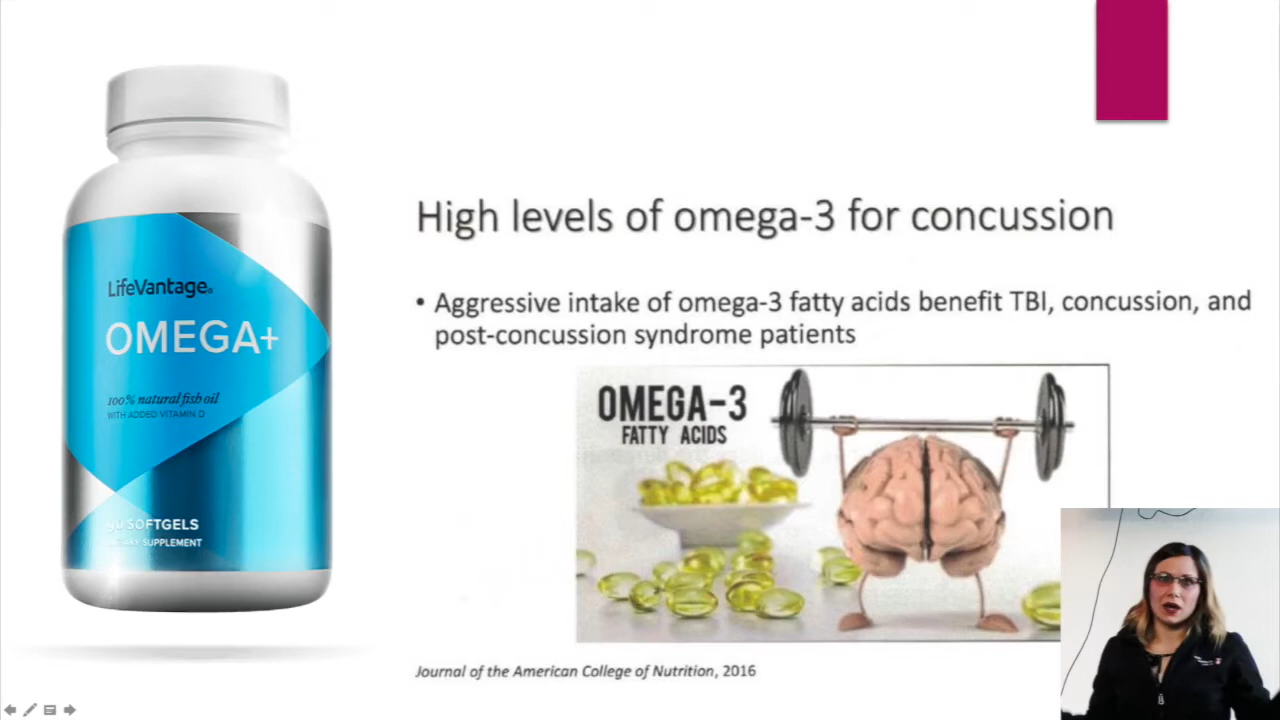 High levels of omega-3 for concussion
• Aggressive intake of omega-3 fatty acids benefit TBI, concussion, and
post-concussion syndrome patients
LifeVantage®
OMEGA+
100% natural fish oil
WITH ADDED VITAMIN D
SOFTGELS
SUPPLEMENT
OMEGA-3
FATTY ACIDS
Journal of the American College of Nutrition, 2016